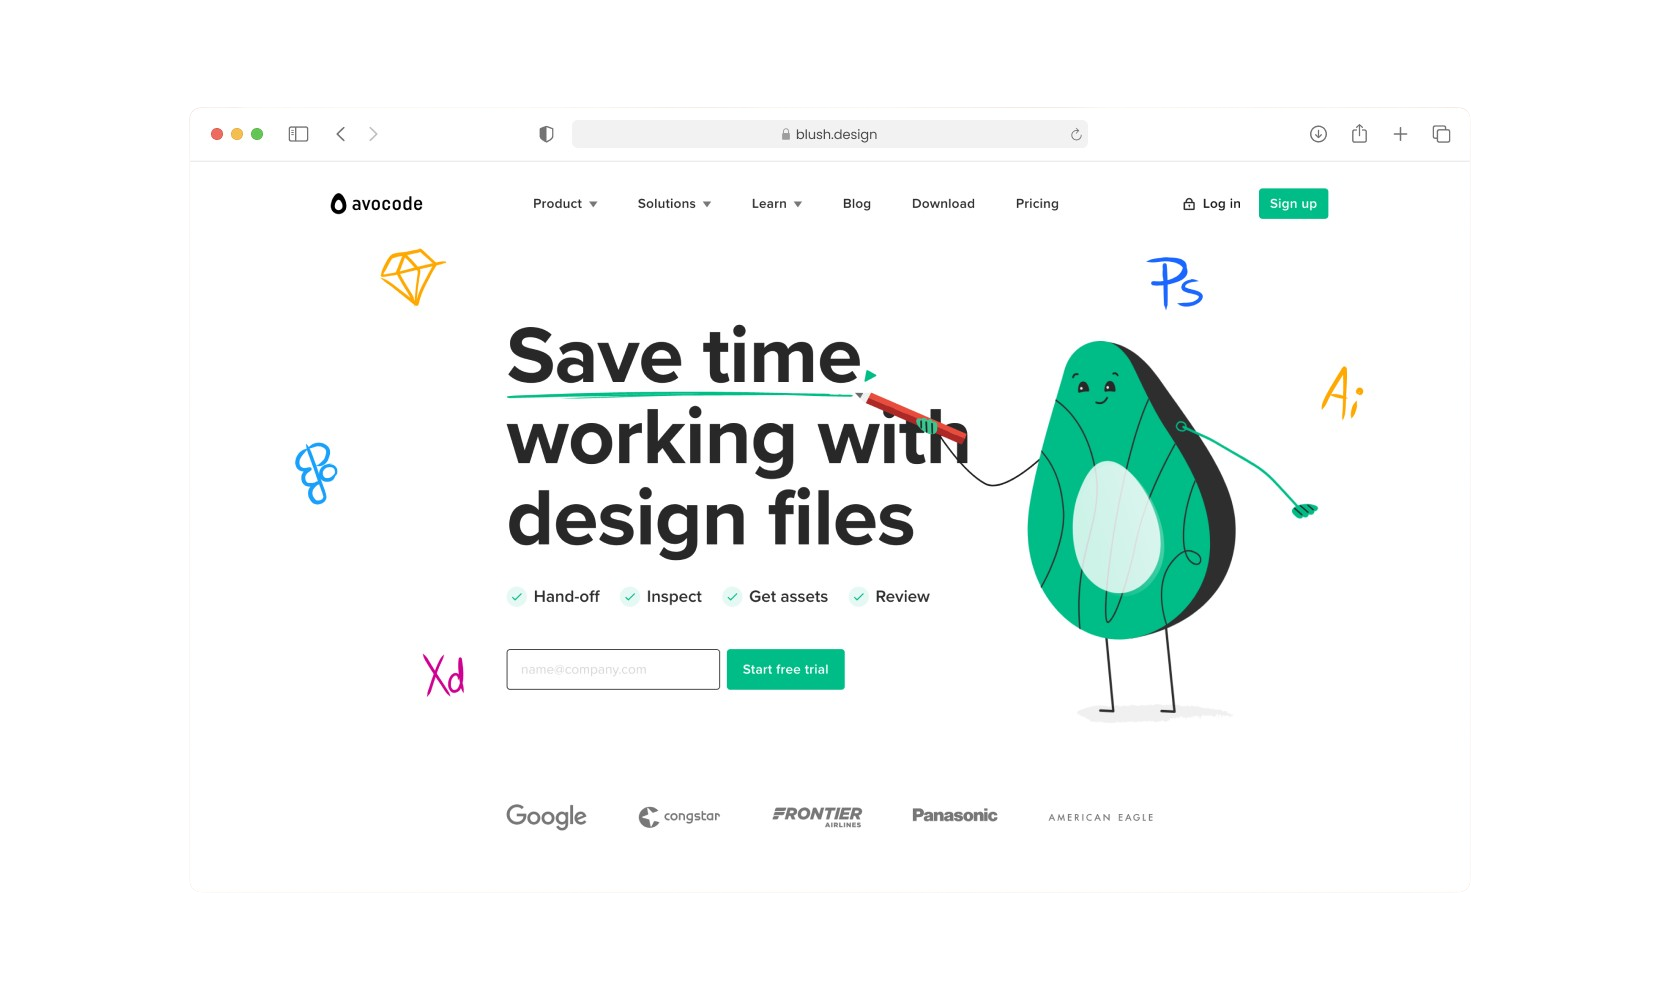 blush.design
avocode
Product
Solutions
Learn
Blog
Download
Pricing
Log in
Sign up
Ps
Save time
working with
design files
Ai
Hand-off
Inspect
Get assets
Review
Xd
name@company.com
Start free trial
Google
congstar
FRONTIER
AIRLINES
Panasonic
AMERICAN EAGLE